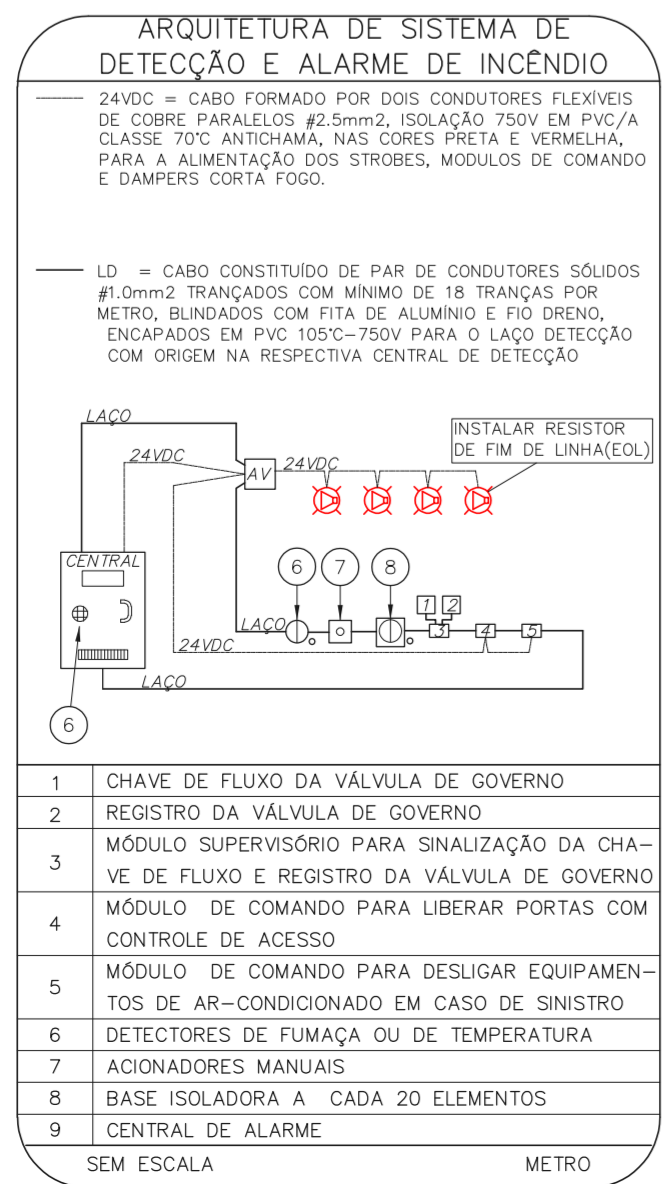 ARQUITETURA DE SISTEMA DE
DETECÇÃO E ALARME DE INCÊNDIO
24VDC = CABO FORMADO POR DOIS CONDUTORES FLEXÍVEIS
DE COBRE PARALELOS #2.5mm2, ISOLAÇÃO 750V EM PVC/A
CLASSE 70°C ANTICHAMA, NAS CORES PRETA E VERMELHA,
PARA A ALIMENTAÇÃO DOS STROBES, MODULOS DE COMANDO
E DAMPERS CORTA FOGO.
LD = CABO CONSTITUÍDO DE PAR DE CONDUTORES SÓLIDOS
#1.0mm2 TRANÇADOS COM MÍNIMO DE 18 TRANÇAS POR
METRO, BLINDADOS COM FITA DE ALUMÍNIO E FIO DRENO,
ENCAPADOS EM PVC 105°C-750V PARA O LAÇO DETECÇÃO
COM ORIGEM NA RESPECTIVA CENTRAL DE DETECÇÃO
LAÇO
INSTALAR RESISTOR
DE FIM DE LINHA(EOL)
24VDC
AV
24VDC
CENTRAL
6
7
8
1
2
LAÇO
3
4
5
24VDC
LAÇO
6
1 CHAVE DE FLUXO DA VÁLVULA DE GOVERNO
2 REGISTRO DA VÁLVULA DE GOVERNO
3 MÓDULO SUPERVISÓRIO PARA SINALIZAÇÃO DA CHA-
VE DE FLUXO E REGISTRO DA VÁLVULA DE GOVERNO
4 MÓDULO DE COMANDO PARA LIBERAR PORTAS COM
CONTROLE DE ACESSO
5 MÓDULO DE COMANDO PARA DESLIGAR EQUIPAMEN-
TOS DE AR-CONDICIONADO EM CASO DE SINISTRO
6 DETECTORES DE FUMAÇA OU DE TEMPERATURA
7 ACIONADORES MANUAIS
8 BASE ISOLADORA A CADA 20 ELEMENTOS
9 CENTRAL DE ALARME
SEM ESCALA METRO